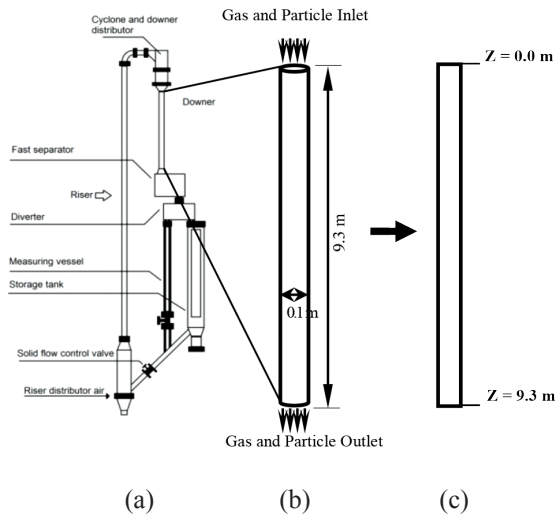 Cyclone and downer
distributor
Downer
Fast separator
Riser
Diverter
Measuring vessel
Storage tank
Solid flow control valve
Riser distributor air
Gas and Particle Inlet
9.3 m
0.1m
Gas and Particle Outlet
Z = 0.0 m
Z = 9.3 m
(a)
(b)
(c)